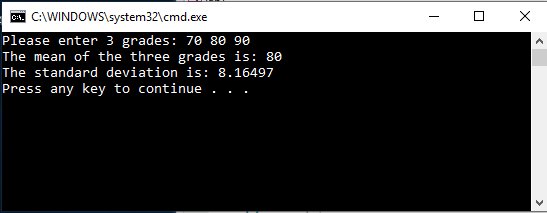 C:\WINDOWS\system32\cmd.exe
Please enter 3 grades: 70 80 90
The mean of the three grades is: 80
The standard deviation is: 8.16497
Press any key to continue . . .